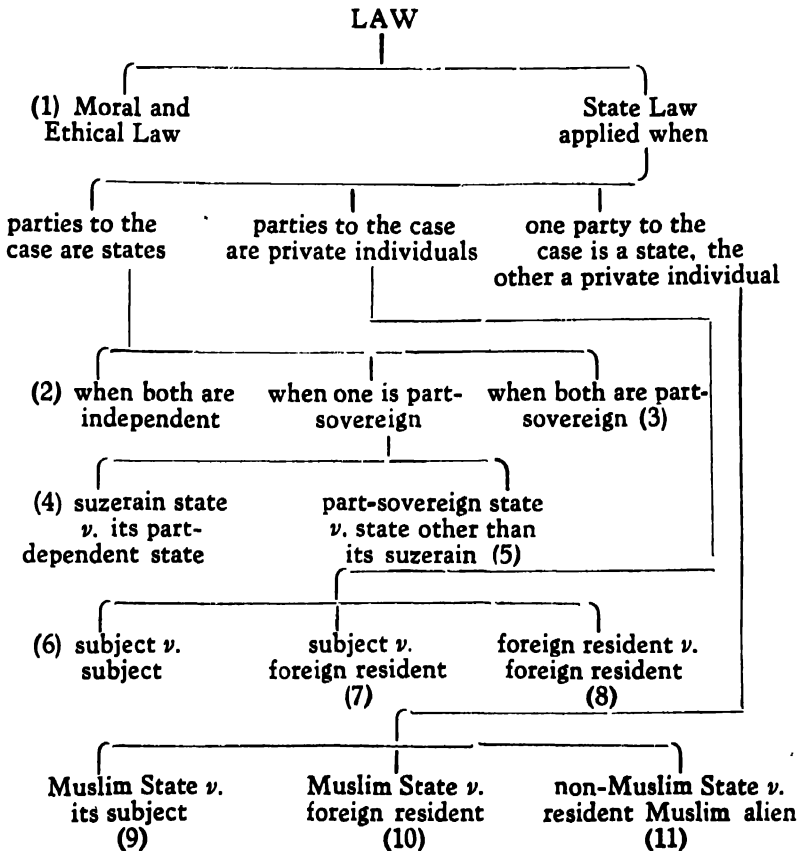 LAW
(1) Moral and
Ethical Law
State Law
applied when
parties to the
case are states
parties to the case
are private individuals
one party to the
case is a state, the
other a private individual
(2) when both are
independent
when one is part-
sovereign
when both are part-
sovereign (3)
(4) suzerain state
v. its part-
dependent state
part-sovereign state
v. state other than
its suzerain (5)
(6) subject v.
subject
subject v.
foreign resident
(7)
foreign resident v.
foreign resident
(8)
Muslim State v.
its subject
(9)
Muslim State v.
foreign resident
(10)
non-Muslim State v.
resident Muslim alien
(11)